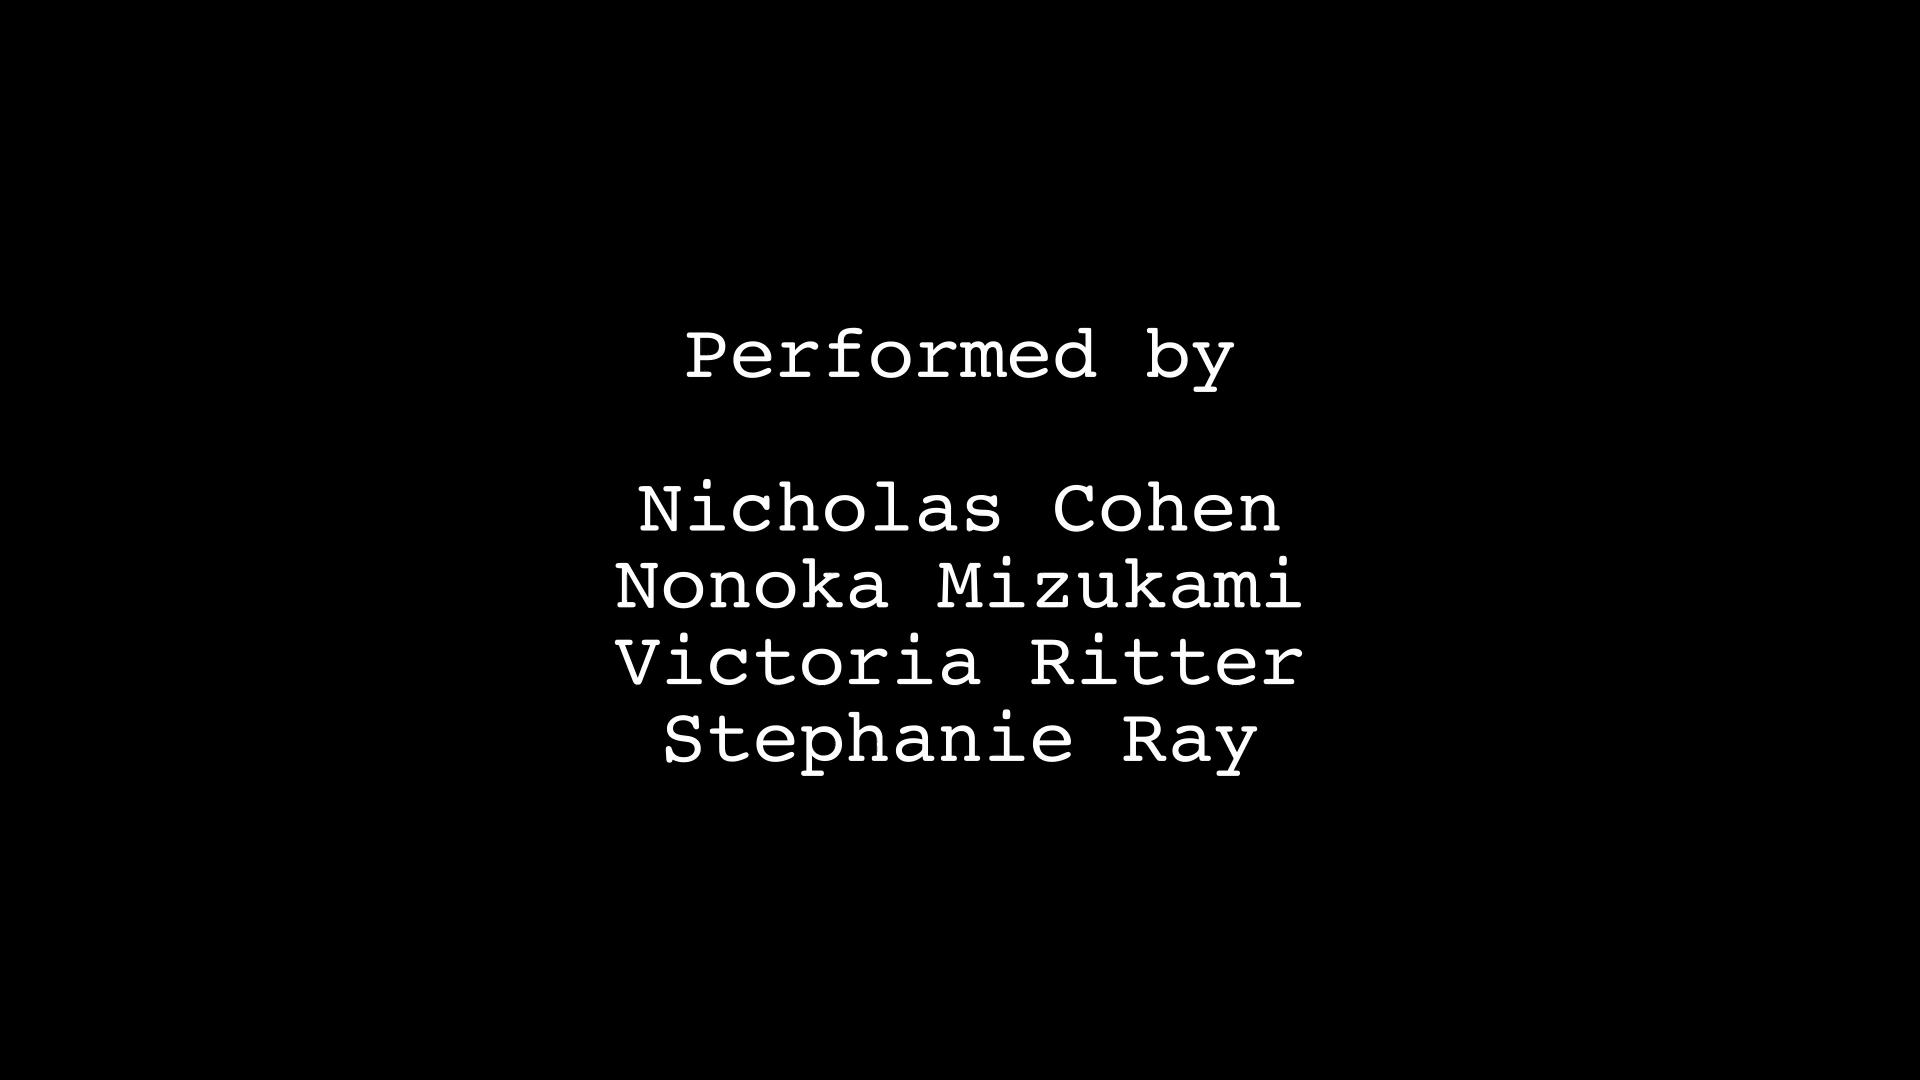 Performed by
Nicholas Cohen
Nonoka Mizukami
Victoria Ritter
Stephanie Ray